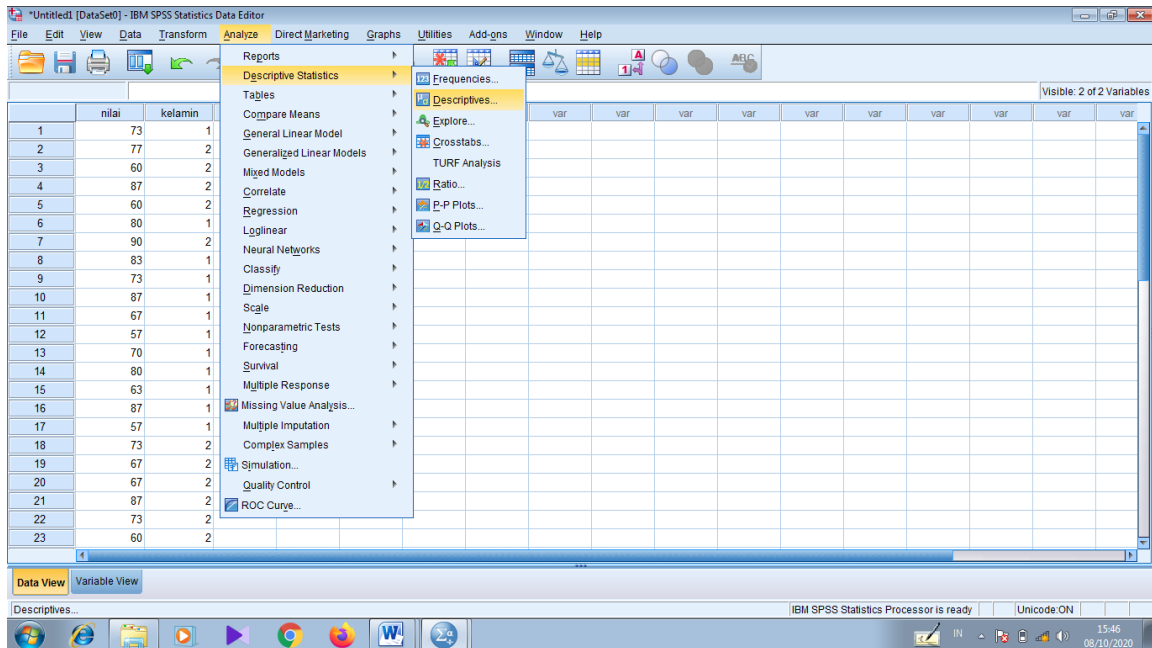 *Untitled1 [DataSet0] - IBM SPSS Statistics Data Editor
File Edit View Data Transform Analyze Direct Marketing Graphs Utilities Add-ons Window Help
Visible: 2 of 2 Variables
Reports
Descriptive Statistics
Tables
Compare Means
General Linear Model
Generalized Linear Models
Mixed Models
Correlate
Regression
Loglinear
Neural Networks
Classify
Dimension Reduction
Scale
Nonparametric Tests
Forecasting
Survival
Multiple Response
Missing Value Analysis...
Multiple Imputation
Complex Samples
Simulation...
Quality Control
ROC Curve...
Frequencies...
Descriptives...
Explore...
Crosstabs...
TURF Analysis
Ratio...
P-P Plots...
Q-Q Plots...
nilai kelamin var var var var var var var
1 73 1
2 77 2
3 60 2
4 87 2
5 60 2
6 80 1
7 90 2
8 83 1
9 73 1
10 87 1
11 67 1
12 57 1
13 70 1
14 80 1
15 63 1
16 87 1
17 57 1
18 73 2
19 67 2
20 67 2
21 87 2
22 73 2
23 60 2
Data View Variable View
Descriptives... IBM SPSS Statistics Processor is ready Unicode:ON
IN 15:46
08/10/2020